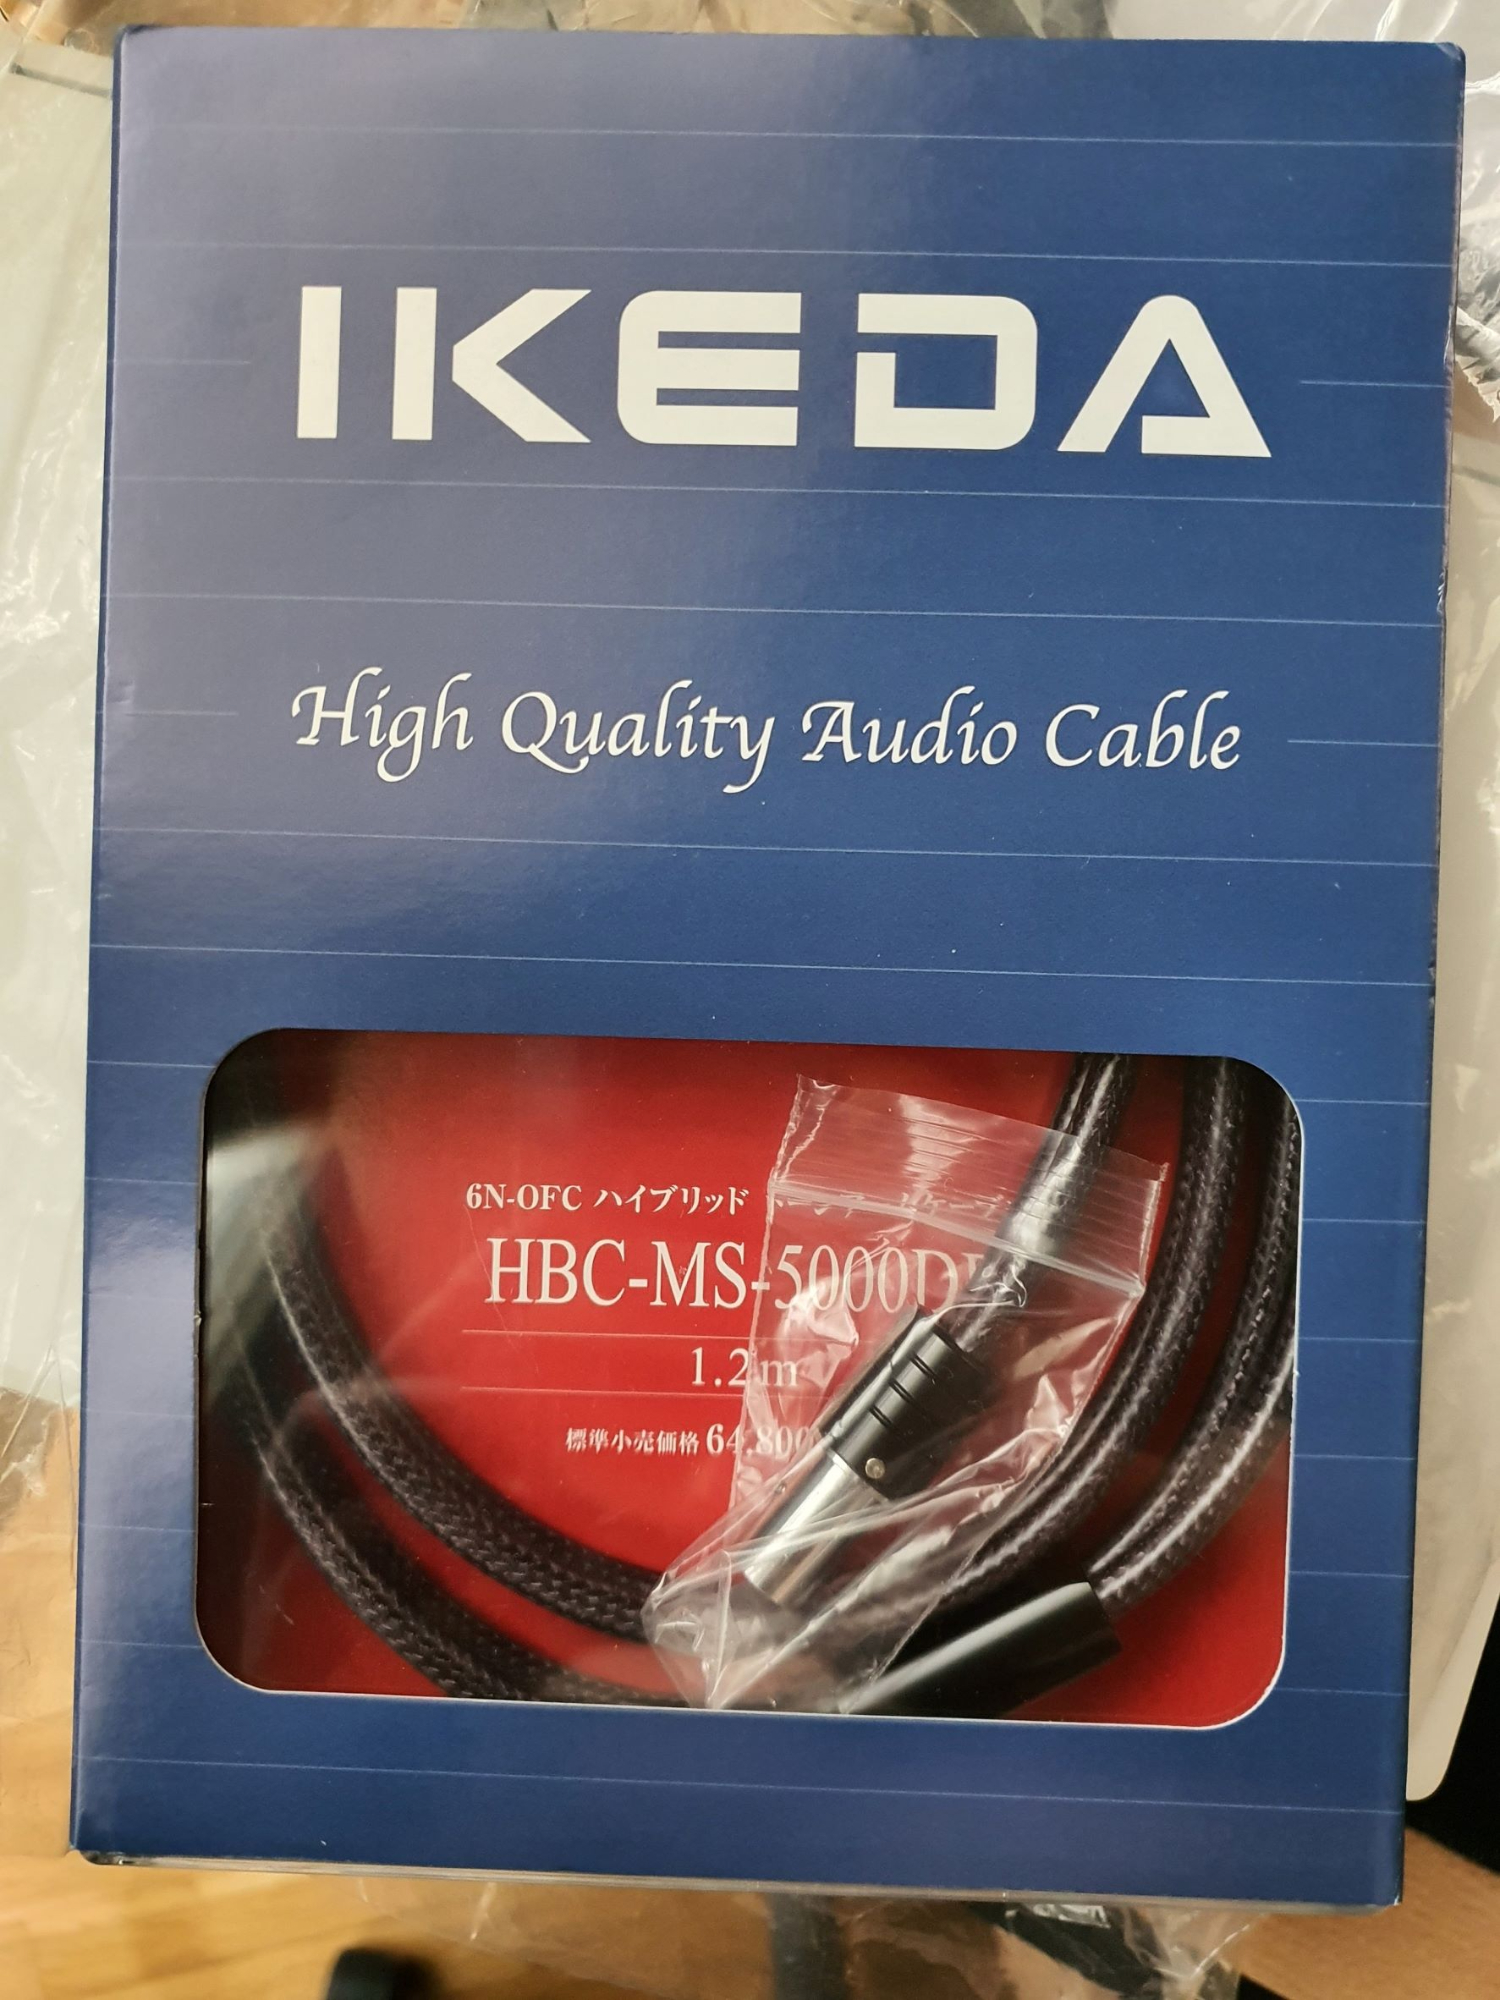 IKEDA
High Quality Audio Cable
6N-OFC ハイブリッド
HBC-MS-5000D
1.2m
標準小売価格 64,800